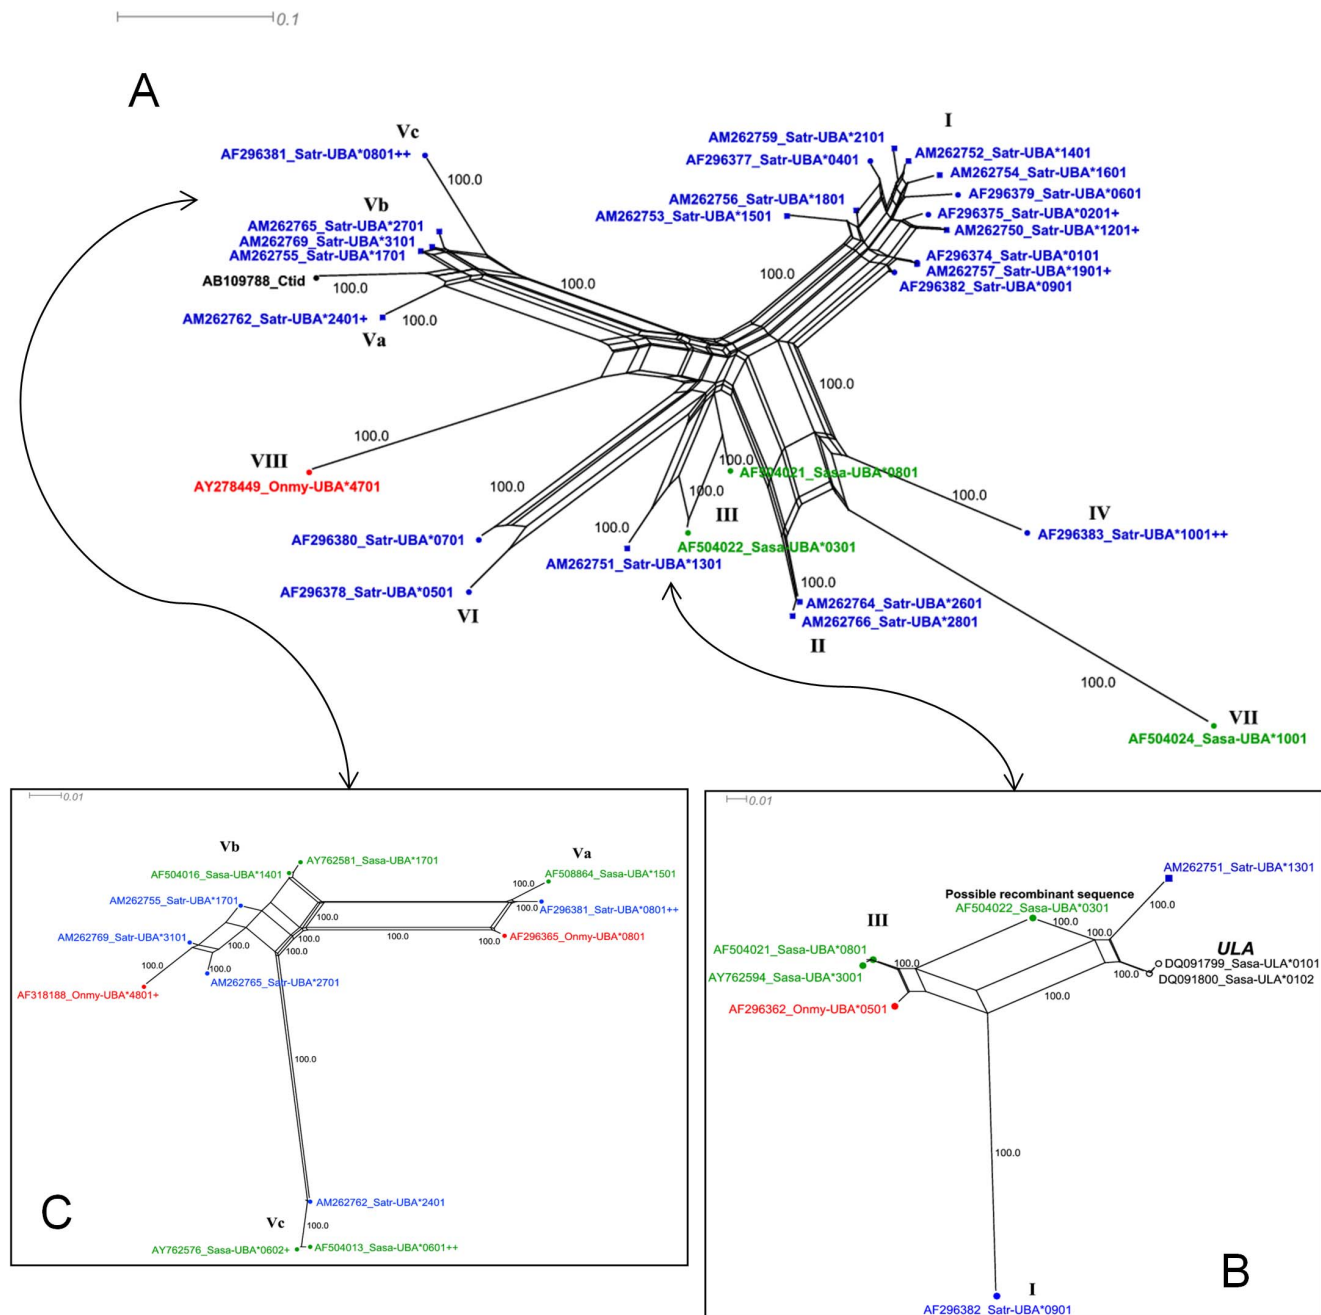 0.1
A
Vc
I
AF296381_Satr-UBA*0801++
100.0
AM262759_Satr-UBA*2101
AF296377_Satr-UBA*0401
AM262752_Satr-UBA*1401
AM262754_Satr-UBA*1601
AF296379_Satr-UBA*0601
AM262756_Satr-UBA*1801
AM262753_Satr-UBA*1501
AF296375_Satr-UBA*0201+
AM262750_Satr-UBA*1201+
Vb
AM262765_Satr-UBA*2701
AM262769_Satr-UBA*3101
AM262755_Satr-UBA*1701
AF296374_Satr-UBA*0101
AM262757_Satr-UBA*1901+
AF296382_Satr-UBA*0901
AB109788_Ctid
100.0
100.0
100.0
AM262762_Satr-UBA*2401+
100.0
Va
100.0
100.0
VIII
AY278449_Onmy-UBA*4701
100.0
AF504021_Sasa-UBA*0801
100.0
100.0
100.0
III
IV
AF296380_Satr-UBA*0701
100.0
AF296383_Satr-UBA*1001++
AF504022_Sasa-UBA*0301
AM262751_Satr-UBA*1301
AF296378_Satr-UBA*0501
VI
100.0
AM262764_Satr-UBA*2601
AM262766_Satr-UBA*2801
II
100.0
VII
AF504024_Sasa-UBA*1001
0.01
Vb
AY762581_Sasa-UBA*1701
AF504016_Sasa-UBA*1401
Va
AF508864_Sasa-UBA*1501
100.0
AM262755_Satr-UBA*1701
AF296381_Satr-UBA*0801++
100.0
100.0
AM262769_Satr-UBA*3101
100.0
100.0
100.0
100.0
AF296365_Onmy-UBA*0801
100.0
100.0
100.0
AM262765_Satr-UBA*2701
AF318188_Onmy-UBA*4801+
100.0
AM262762_Satr-UBA*2401
Vc
100.0
AY762576_Sasa-UBA*0602+
AF504013_Sasa-UBA*0601++
C
0.01
AM262751_Satr-UBA*1301
Possible recombinant sequence
AF504022_Sasa-UBA*0301
100.0
III
100.0
100.0
AF504021_Sasa-UBA*0801
AY762594_Sasa-UBA*3001
100.0
ULA
DQ091799_Sasa-ULA*0101
DQ091800_Sasa-ULA*0102
100.0
100.0
AF296362_Onmy-UBA*0501
100.0
I
AF296382_Satr-UBA*0901
B